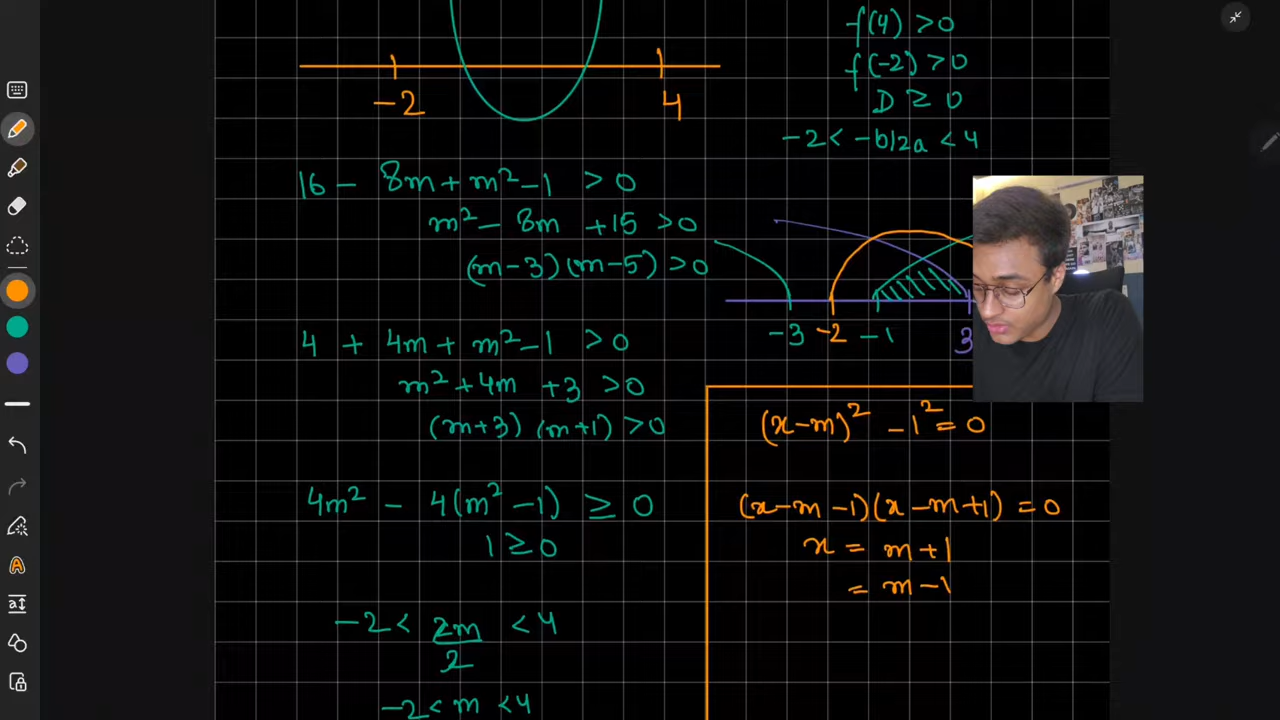 -2
4
f(4) > 0
f(-2) > 0
D ≥ 0
-2 < -b/2a < 4
16 - 8m + m² - 1 > 0
m² - 8m + 15 > 0
(m-3) (m-5) > 0
-3 -2 -1 3
4 + 4m + m² - 1 > 0
m² + 4m + 3 > 0
(m+3) (m+1) > 0
4m² - 4(m² - 1) ≥ 0
1 ≥ 0
-2 < 2m/2 < 4
-2 < m < 4
(x-m)² - 1² = 0
(x-m-1)(x-m+1) = 0
x = m+1
= m-1